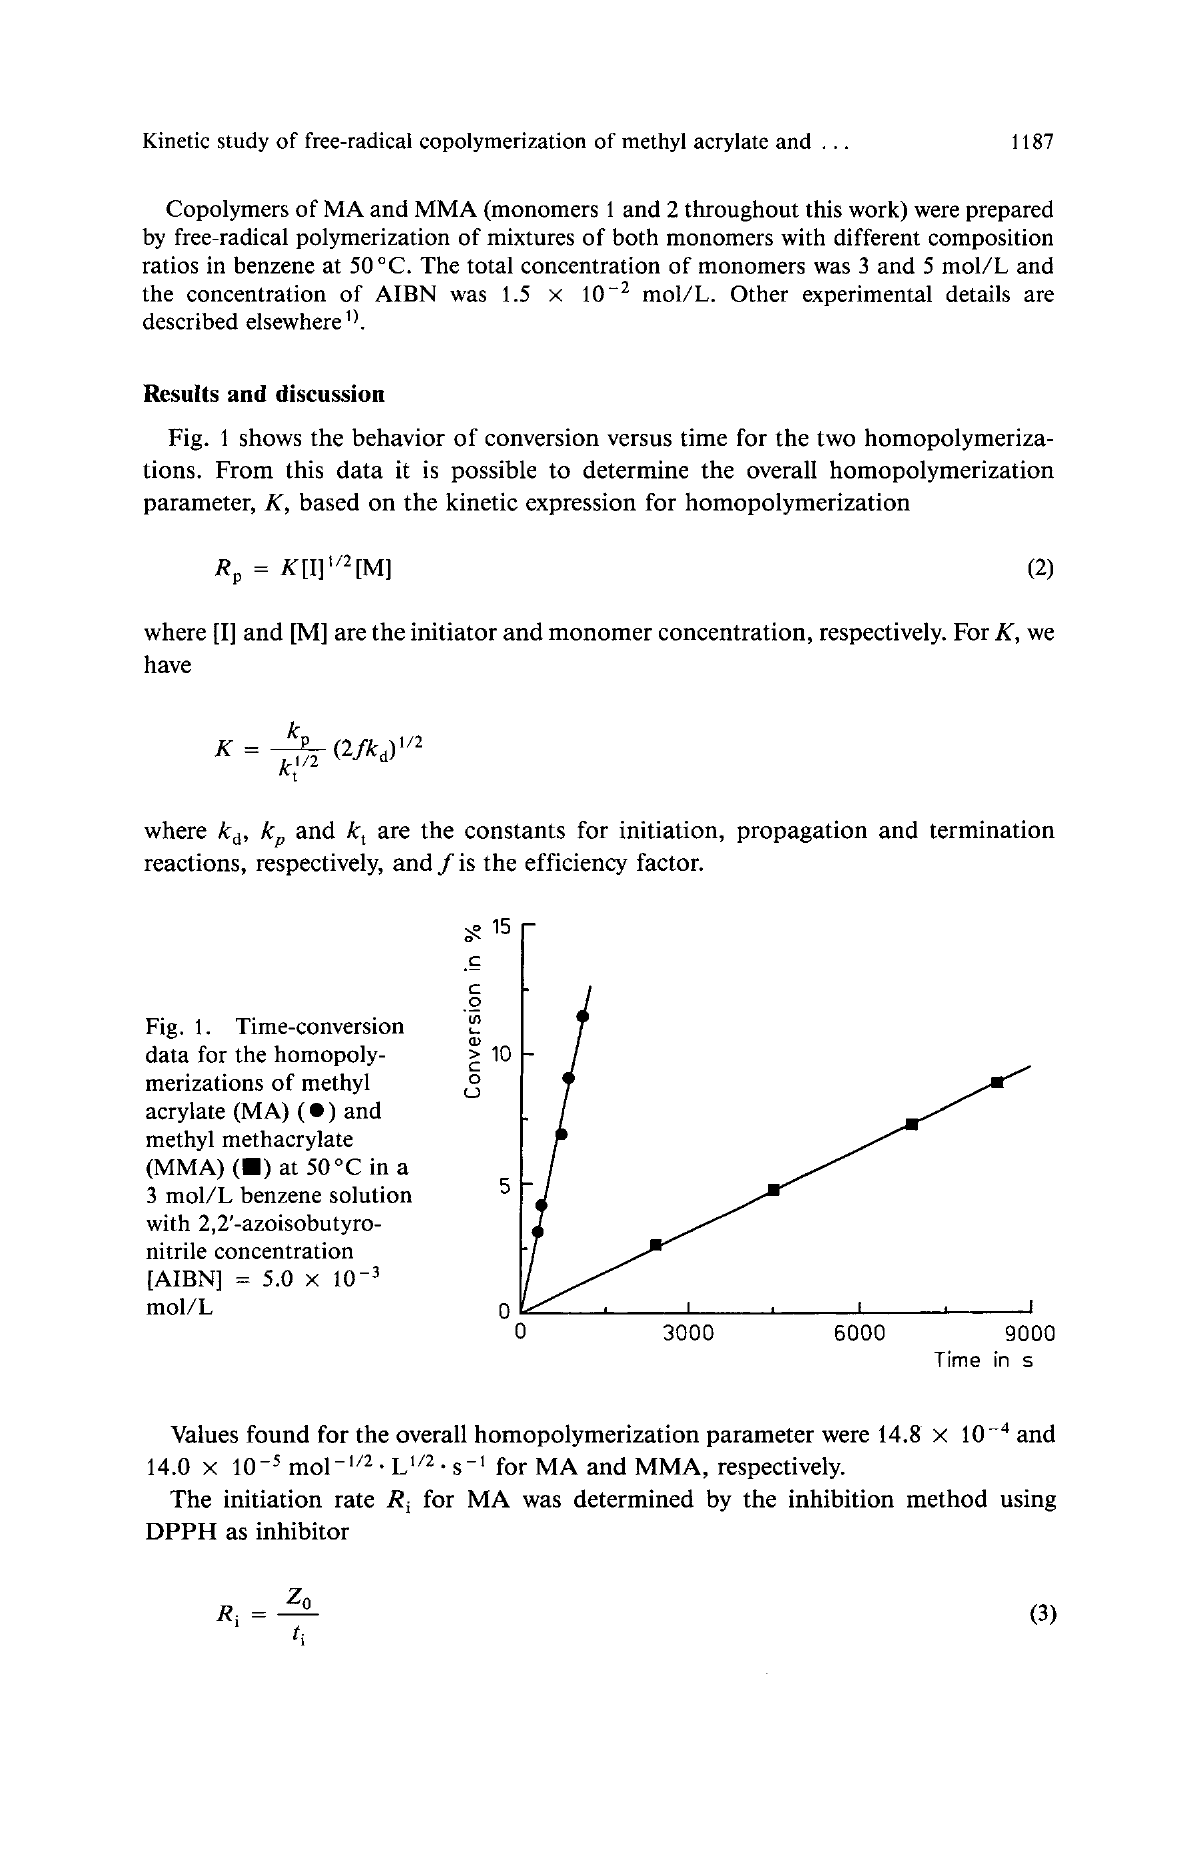 Kinetic study of free-radical copolymerization of methyl acrylate and ... 1187
Copolymers of MA and MMA (monomers 1 and 2 throughout this work) were prepared
by free-radical polymerization of mixtures of both monomers with different composition
ratios in benzene at 50 °C. The total concentration of monomers was 3 and 5 mol/L and
the concentration of AIBN was 1.5 × 10⁻² mol/L. Other experimental details are
described elsewhere ¹⁾.
Results and discussion
Fig. 1 shows the behavior of conversion versus time for the two homopolymeriza-
tions. From this data it is possible to determine the overall homopolymerization
parameter, K, based on the kinetic expression for homopolymerization
R_p = K[I]^{1/2}[M] (2)
where [I] and [M] are the initiator and monomer concentration, respectively. For K, we
have
K = \frac{k_p}{k_t^{1/2}} (2fk_d)^{1/2}
where k_d, k_p and k_t are the constants for initiation, propagation and termination
reactions, respectively, and f is the efficiency factor.
Fig. 1. Time-conversion
data for the homopoly-
merizations of methyl
acrylate (MA) (●) and
methyl methacrylate
(MMA) (■) at 50 °C in a
3 mol/L benzene solution
with 2,2'-azoisobutyro-
nitrile concentration
[AIBN] = 5.0 × 10⁻³
mol/L
Conversion in %
15
10
5
0
0 3000 6000 9000
Time in s
Values found for the overall homopolymerization parameter were 14.8 × 10⁻⁴ and
14.0 × 10⁻⁵ mol^{-1/2} · L^{1/2} · s⁻¹ for MA and MMA, respectively.
The initiation rate R_i for MA was determined by the inhibition method using
DPPH as inhibitor
R_i = \frac{Z_0}{t_i} (3)